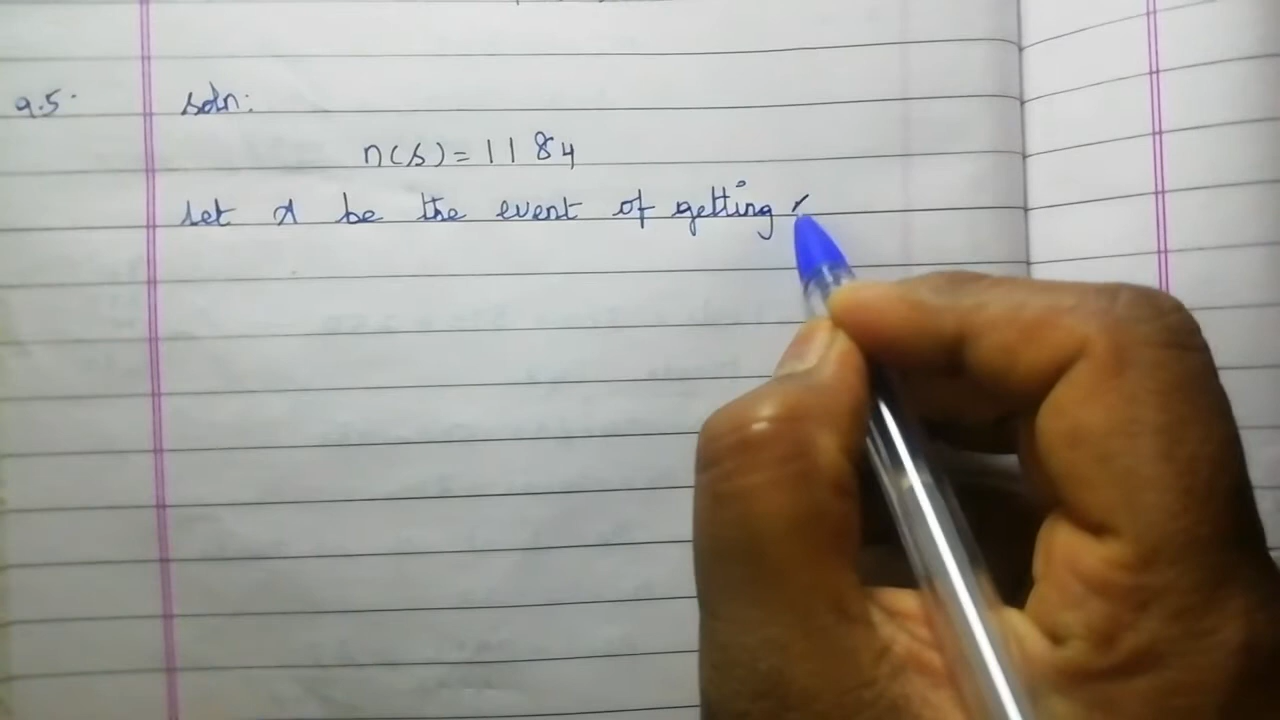 9.5.
soln:
n(s) = 1184
Let A be the event of getting